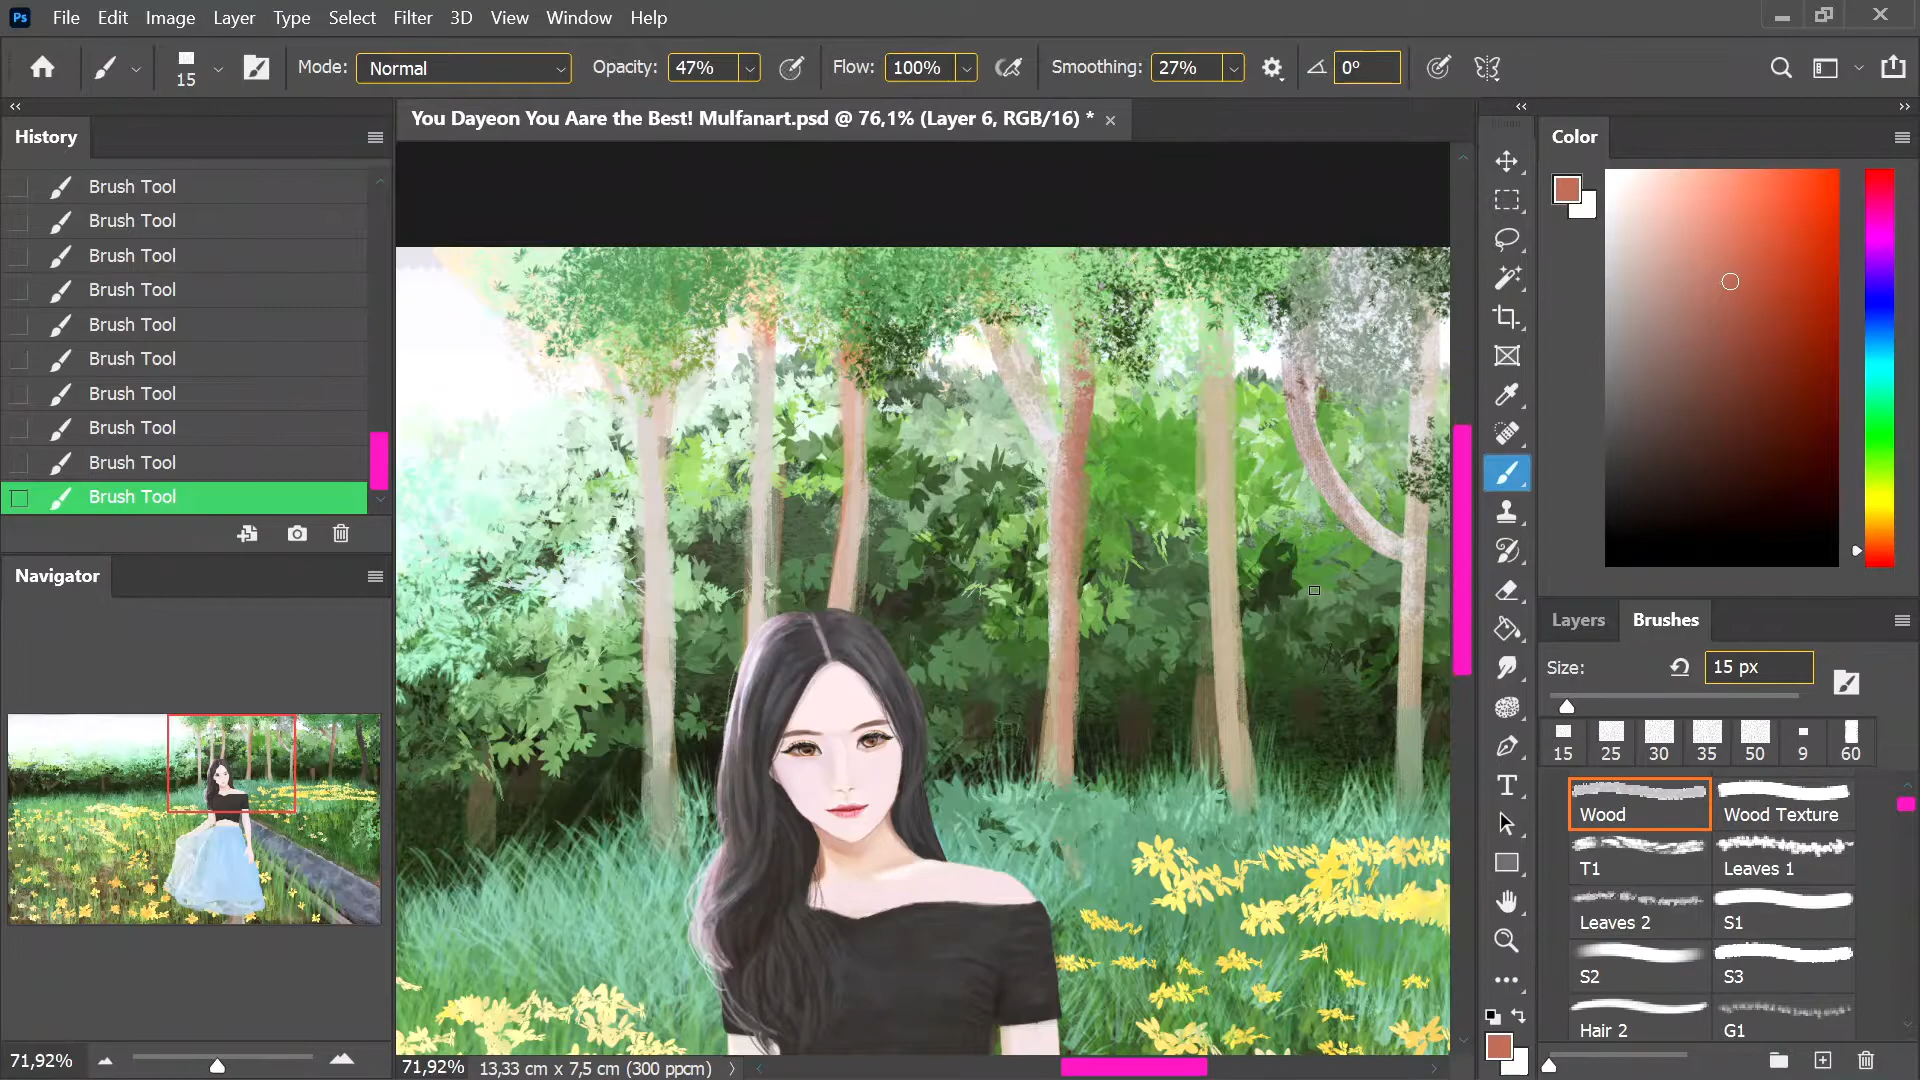 Ps File Edit Image Layer Type Select Filter 3D View Window Help
15 Mode: Normal Opacity: 47% Flow: 100% Smoothing: 27% 0°
History
Brush Tool
Brush Tool
Brush Tool
Brush Tool
Brush Tool
Brush Tool
Brush Tool
Brush Tool
Brush Tool
Brush Tool
Navigator
71,92%
You Dayeon You Aare the Best! Mulfanart.psd @ 76,1% (Layer 6, RGB/16) *
71,92% 13,33 cm x 7,5 cm (300 ppcm)
Color
Layers Brushes
Size: 15 px
15 25 30 35 50 9 60
Wood Wood Texture
T1 Leaves 1
Leaves 2 S1
S2 S3
Hair 2 G1